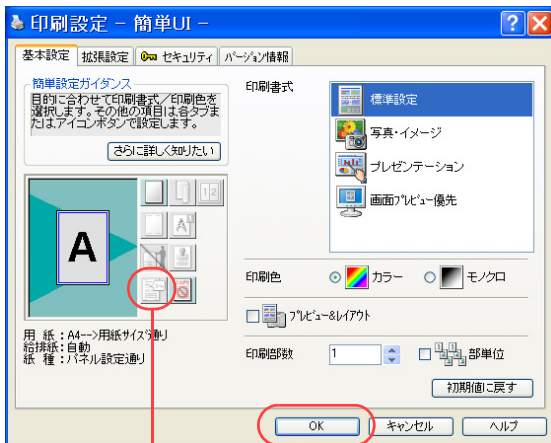 印刷設定 - 簡単UI -
基本設定 拡張設定 セキュリティ バージョン情報
簡単設定ガイダンス
目的に合わせて印刷書式/印刷色を
選択します。その他の項目は各タブま
たはアイコンボタンで設定します。
さらに詳しく知りたい
A
用 紙 : A4-->用紙サイズ通り
給排紙 : 自動
紙 種 : パネル設定通り
印刷書式
標準設定
写真・イメージ
プレゼンテーション
画面プレビュー優先
印刷色 カラー モノクロ
プレビュー&レイアウト
印刷部数 1 部単位
初期値に戻す
OK キャンセル ヘルプ